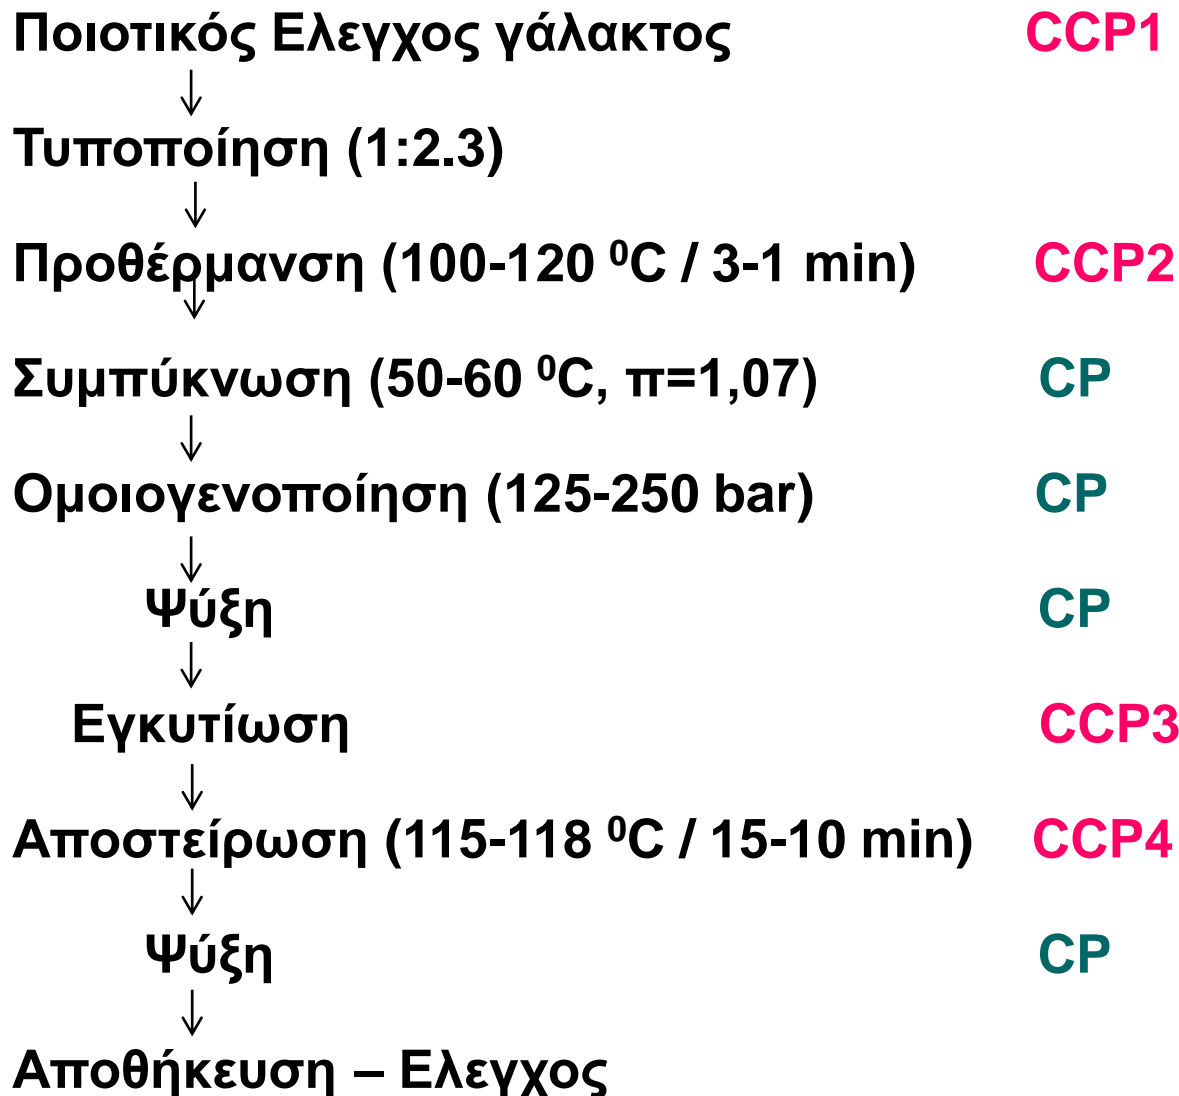 Ποιοτικός Ελεγχος γάλακτος CCP1
Τυποποίηση (1:2.3)
Προθέρμανση (100-120 ⁰C / 3-1 min) CCP2
Συμπύκνωση (50-60 ⁰C, π=1,07) CP
Ομοιογενοποίηση (125-250 bar) CP
Ψύξη CP
Εγκυτίωση CCP3
Αποστείρωση (115-118 ⁰C / 15-10 min) CCP4
Ψύξη CP
Αποθήκευση – Ελεγχος